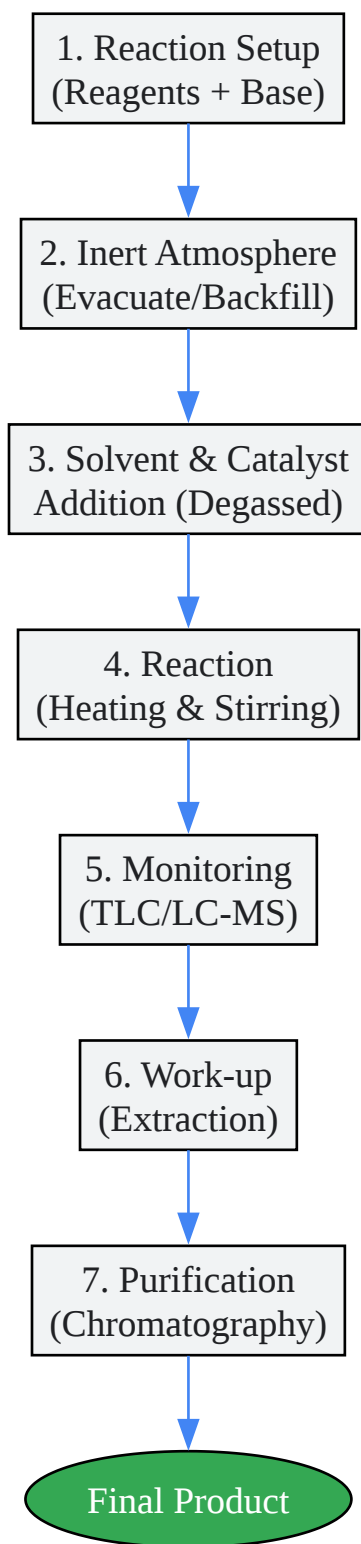 1. Reaction Setup
(Reagents + Base)
2. Inert Atmosphere
(Evacuate/Backfill)
3. Solvent & Catalyst
Addition (Degassed)
4. Reaction
(Heating & Stirring)
5. Monitoring
(TLC/LC-MS)
6. Work-up
(Extraction)
7. Purification
(Chromatography)
Final Product